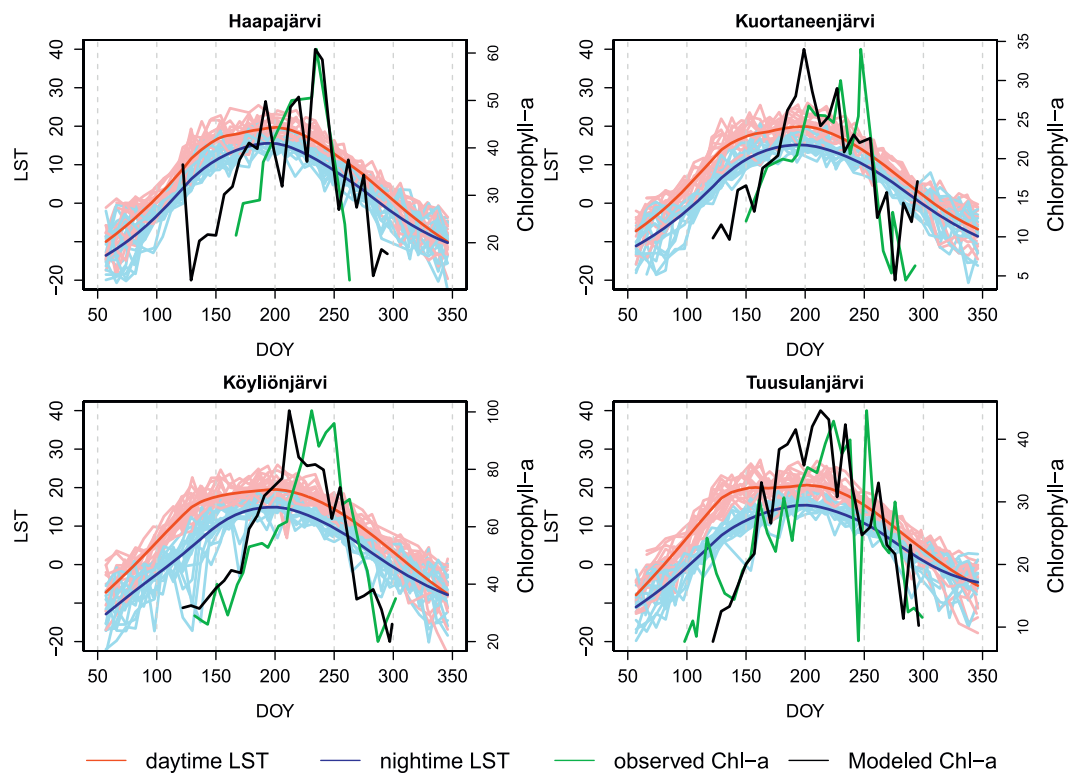 Haapajärvi
Kuortaneenjärvi
LST
−20
0
10
20
30
40
20
30
40
50
60
Chlorophyll−a
50 100 150 200 250 300 350
DOY
LST
−20
0
10
20
30
40
5
10
15
20
25
30
35
Chlorophyll−a
50 100 150 200 250 300 350
DOY
Köyliönjärvi
Tuusulanjärvi
LST
−20
0
10
20
30
40
20
40
60
80
100
Chlorophyll−a
50 100 150 200 250 300 350
DOY
LST
−20
0
10
20
30
40
10
20
30
40
Chlorophyll−a
50 100 150 200 250 300 350
DOY
daytime LST nightime LST observed Chl−a Modeled Chl−a